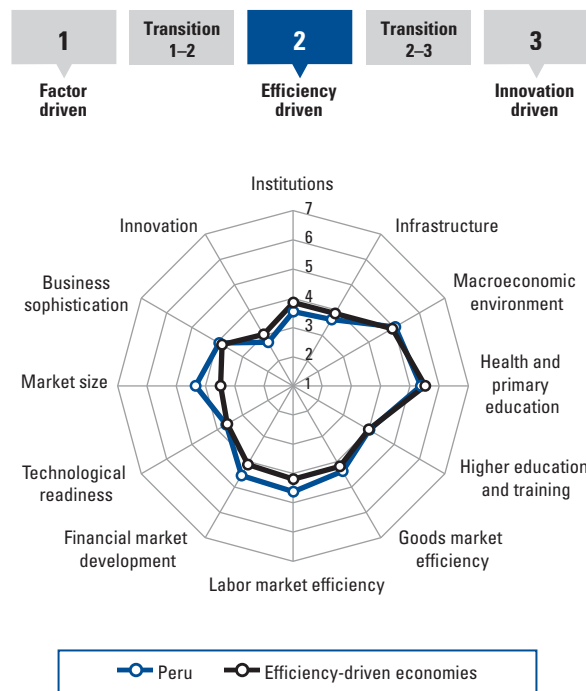 1
Transition
1–2
2
Transition
2–3
3
Factor
driven
Efficiency
driven
Innovation
driven
Institutions
Infrastructure
Macroeconomic
environment
Health and
primary
education
Higher education
and training
Goods market
efficiency
Labor market efficiency
Financial market
development
Technological
readiness
Market size
Business
sophistication
Innovation
7
6
5
4
3
2
1
Peru
Efficiency-driven economies